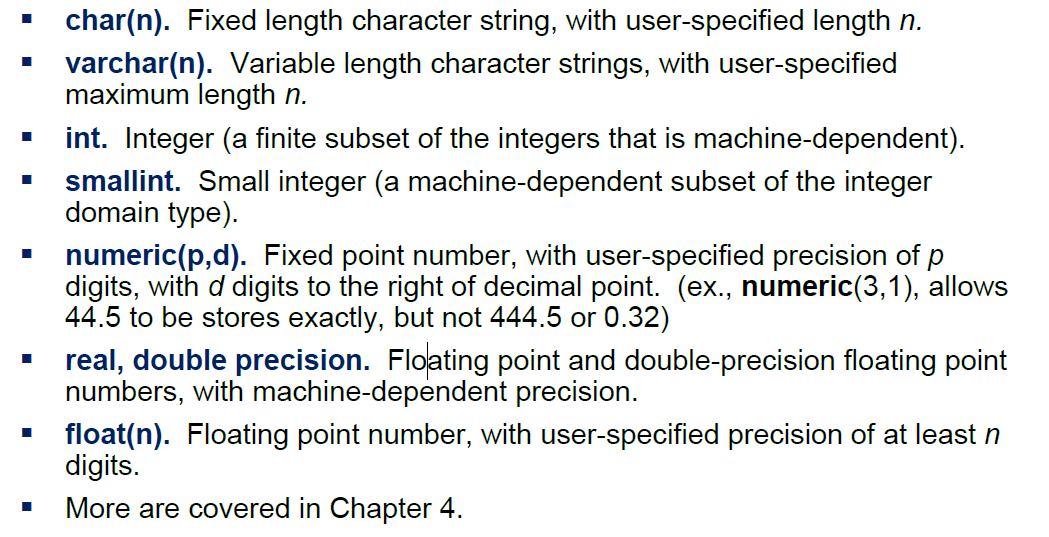 ▪ char(n). Fixed length character string, with user-specified length n.
▪ varchar(n). Variable length character strings, with user-specified
maximum length n.
▪ int. Integer (a finite subset of the integers that is machine-dependent).
▪ smallint. Small integer (a machine-dependent subset of the integer
domain type).
▪ numeric(p,d). Fixed point number, with user-specified precision of p
digits, with d digits to the right of decimal point. (ex., numeric(3,1), allows
44.5 to be stores exactly, but not 444.5 or 0.32)
▪ real, double precision. Floating point and double-precision floating point
numbers, with machine-dependent precision.
▪ float(n). Floating point number, with user-specified precision of at least n
digits.
▪ More are covered in Chapter 4.